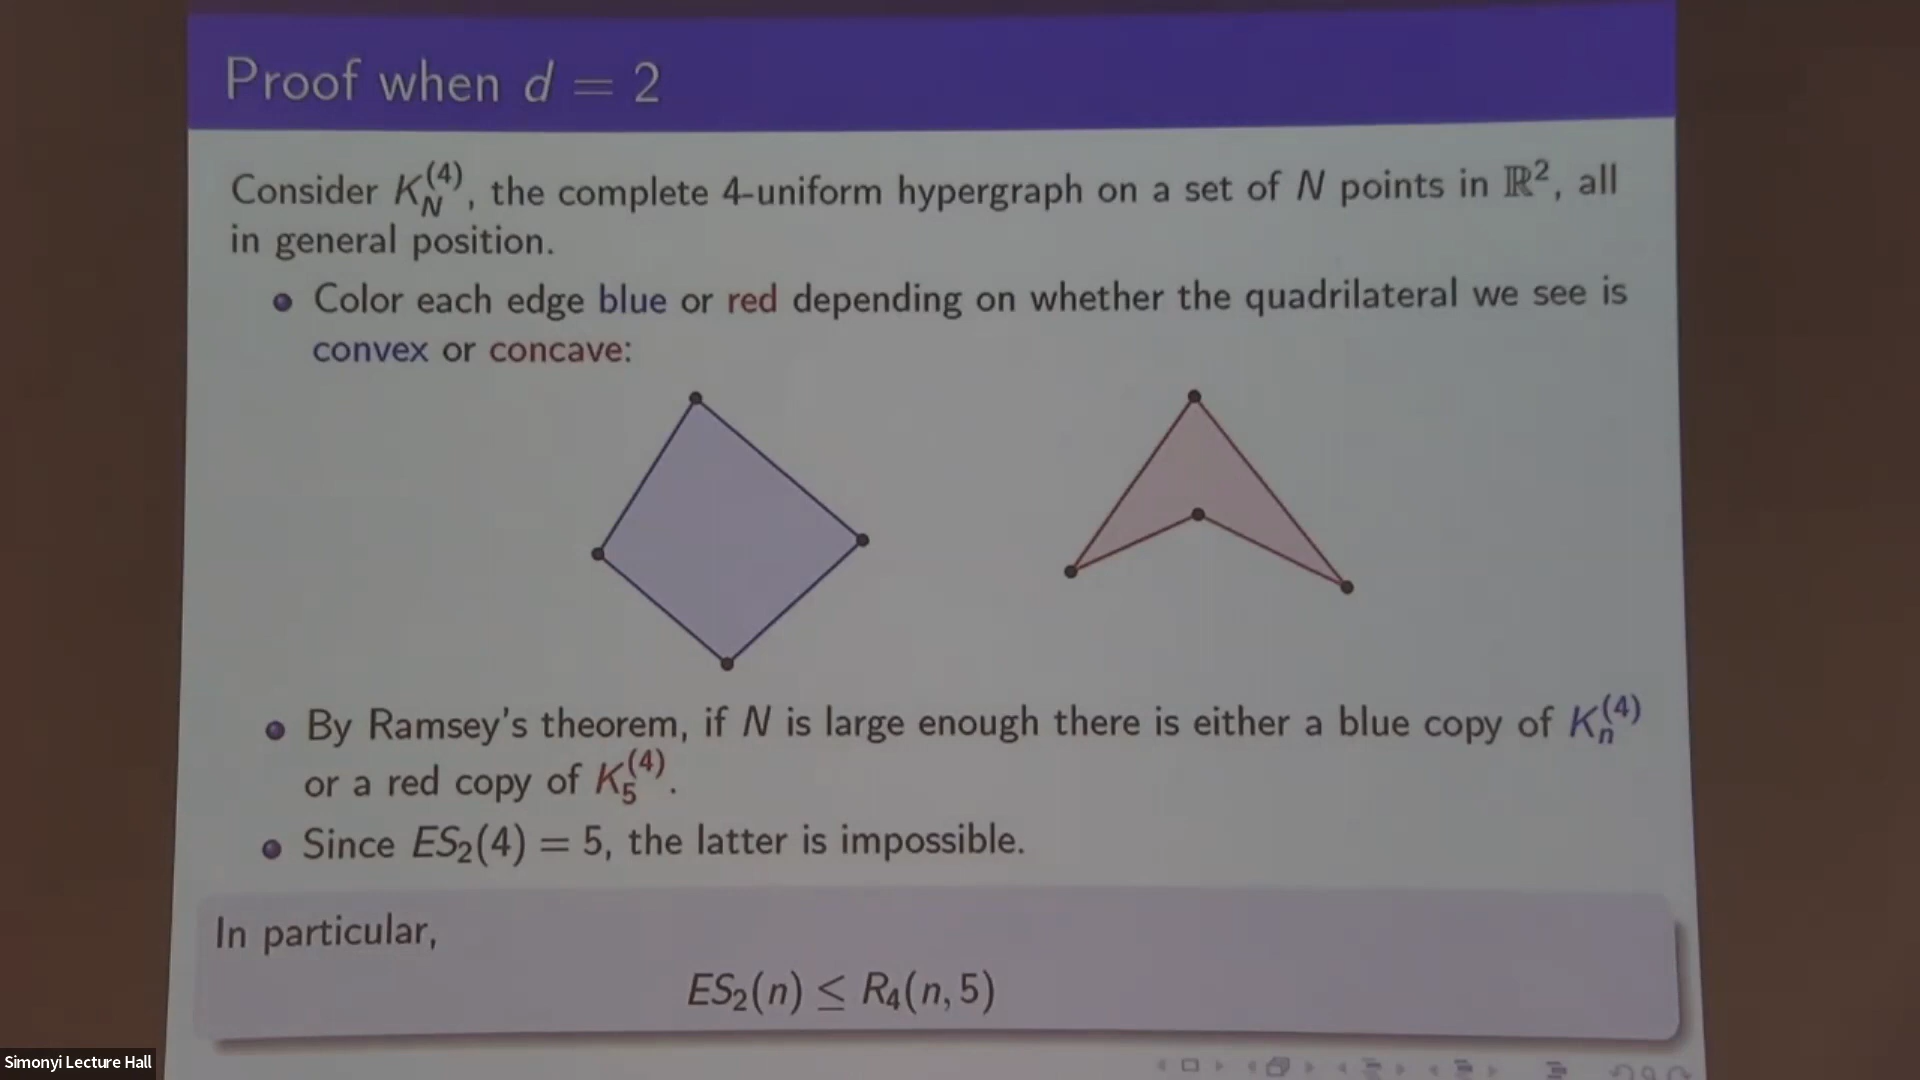 Proof when d = 2
Consider K_N^{(4)}, the complete 4-uniform hypergraph on a set of N points in ℝ², all
in general position.
Color each edge blue or red depending on whether the quadrilateral we see is
convex or concave:
By Ramsey's theorem, if N is large enough there is either a blue copy of K_n^{(4)}
or a red copy of K_5^{(4)}.
Since ES₂(4) = 5, the latter is impossible.
In particular,
ES₂(n) ≤ R₄(n, 5)
Simonyi Lecture Hall